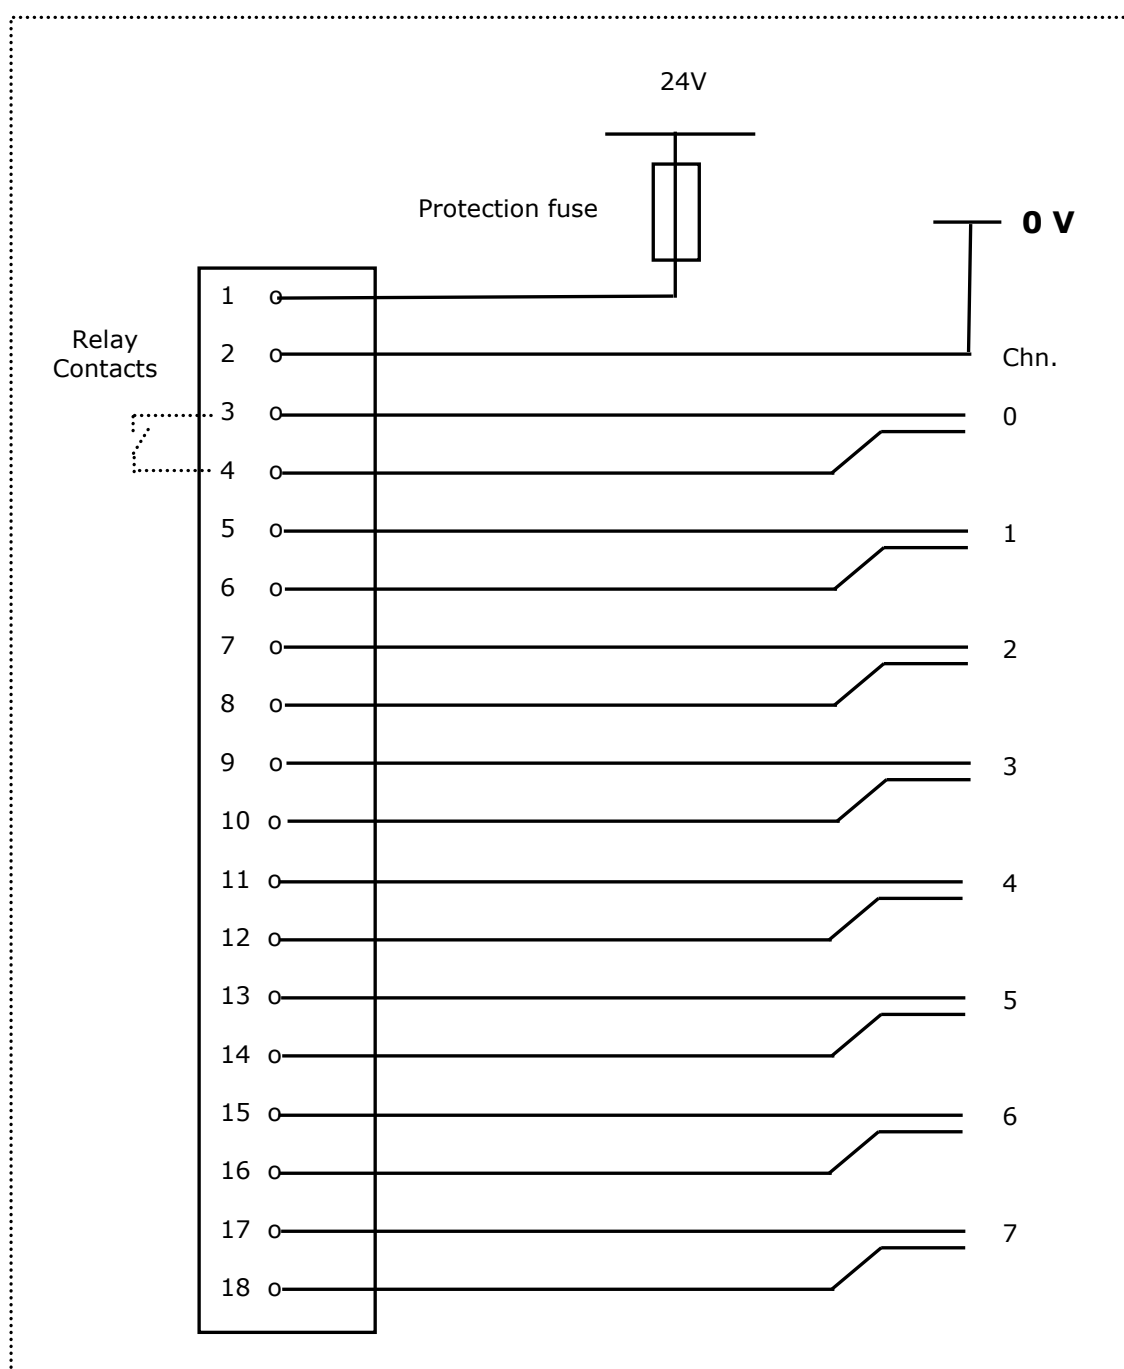 24V
Protection fuse
0 V
1 o
Relay
Contacts
2 o
Chn.
3 o
0
4 o
5 o
1
6 o
7 o
2
8 o
9 o
3
10 o
11 o
4
12 o
13 o
5
14 o
15 o
6
16 o
17 o
7
18 o